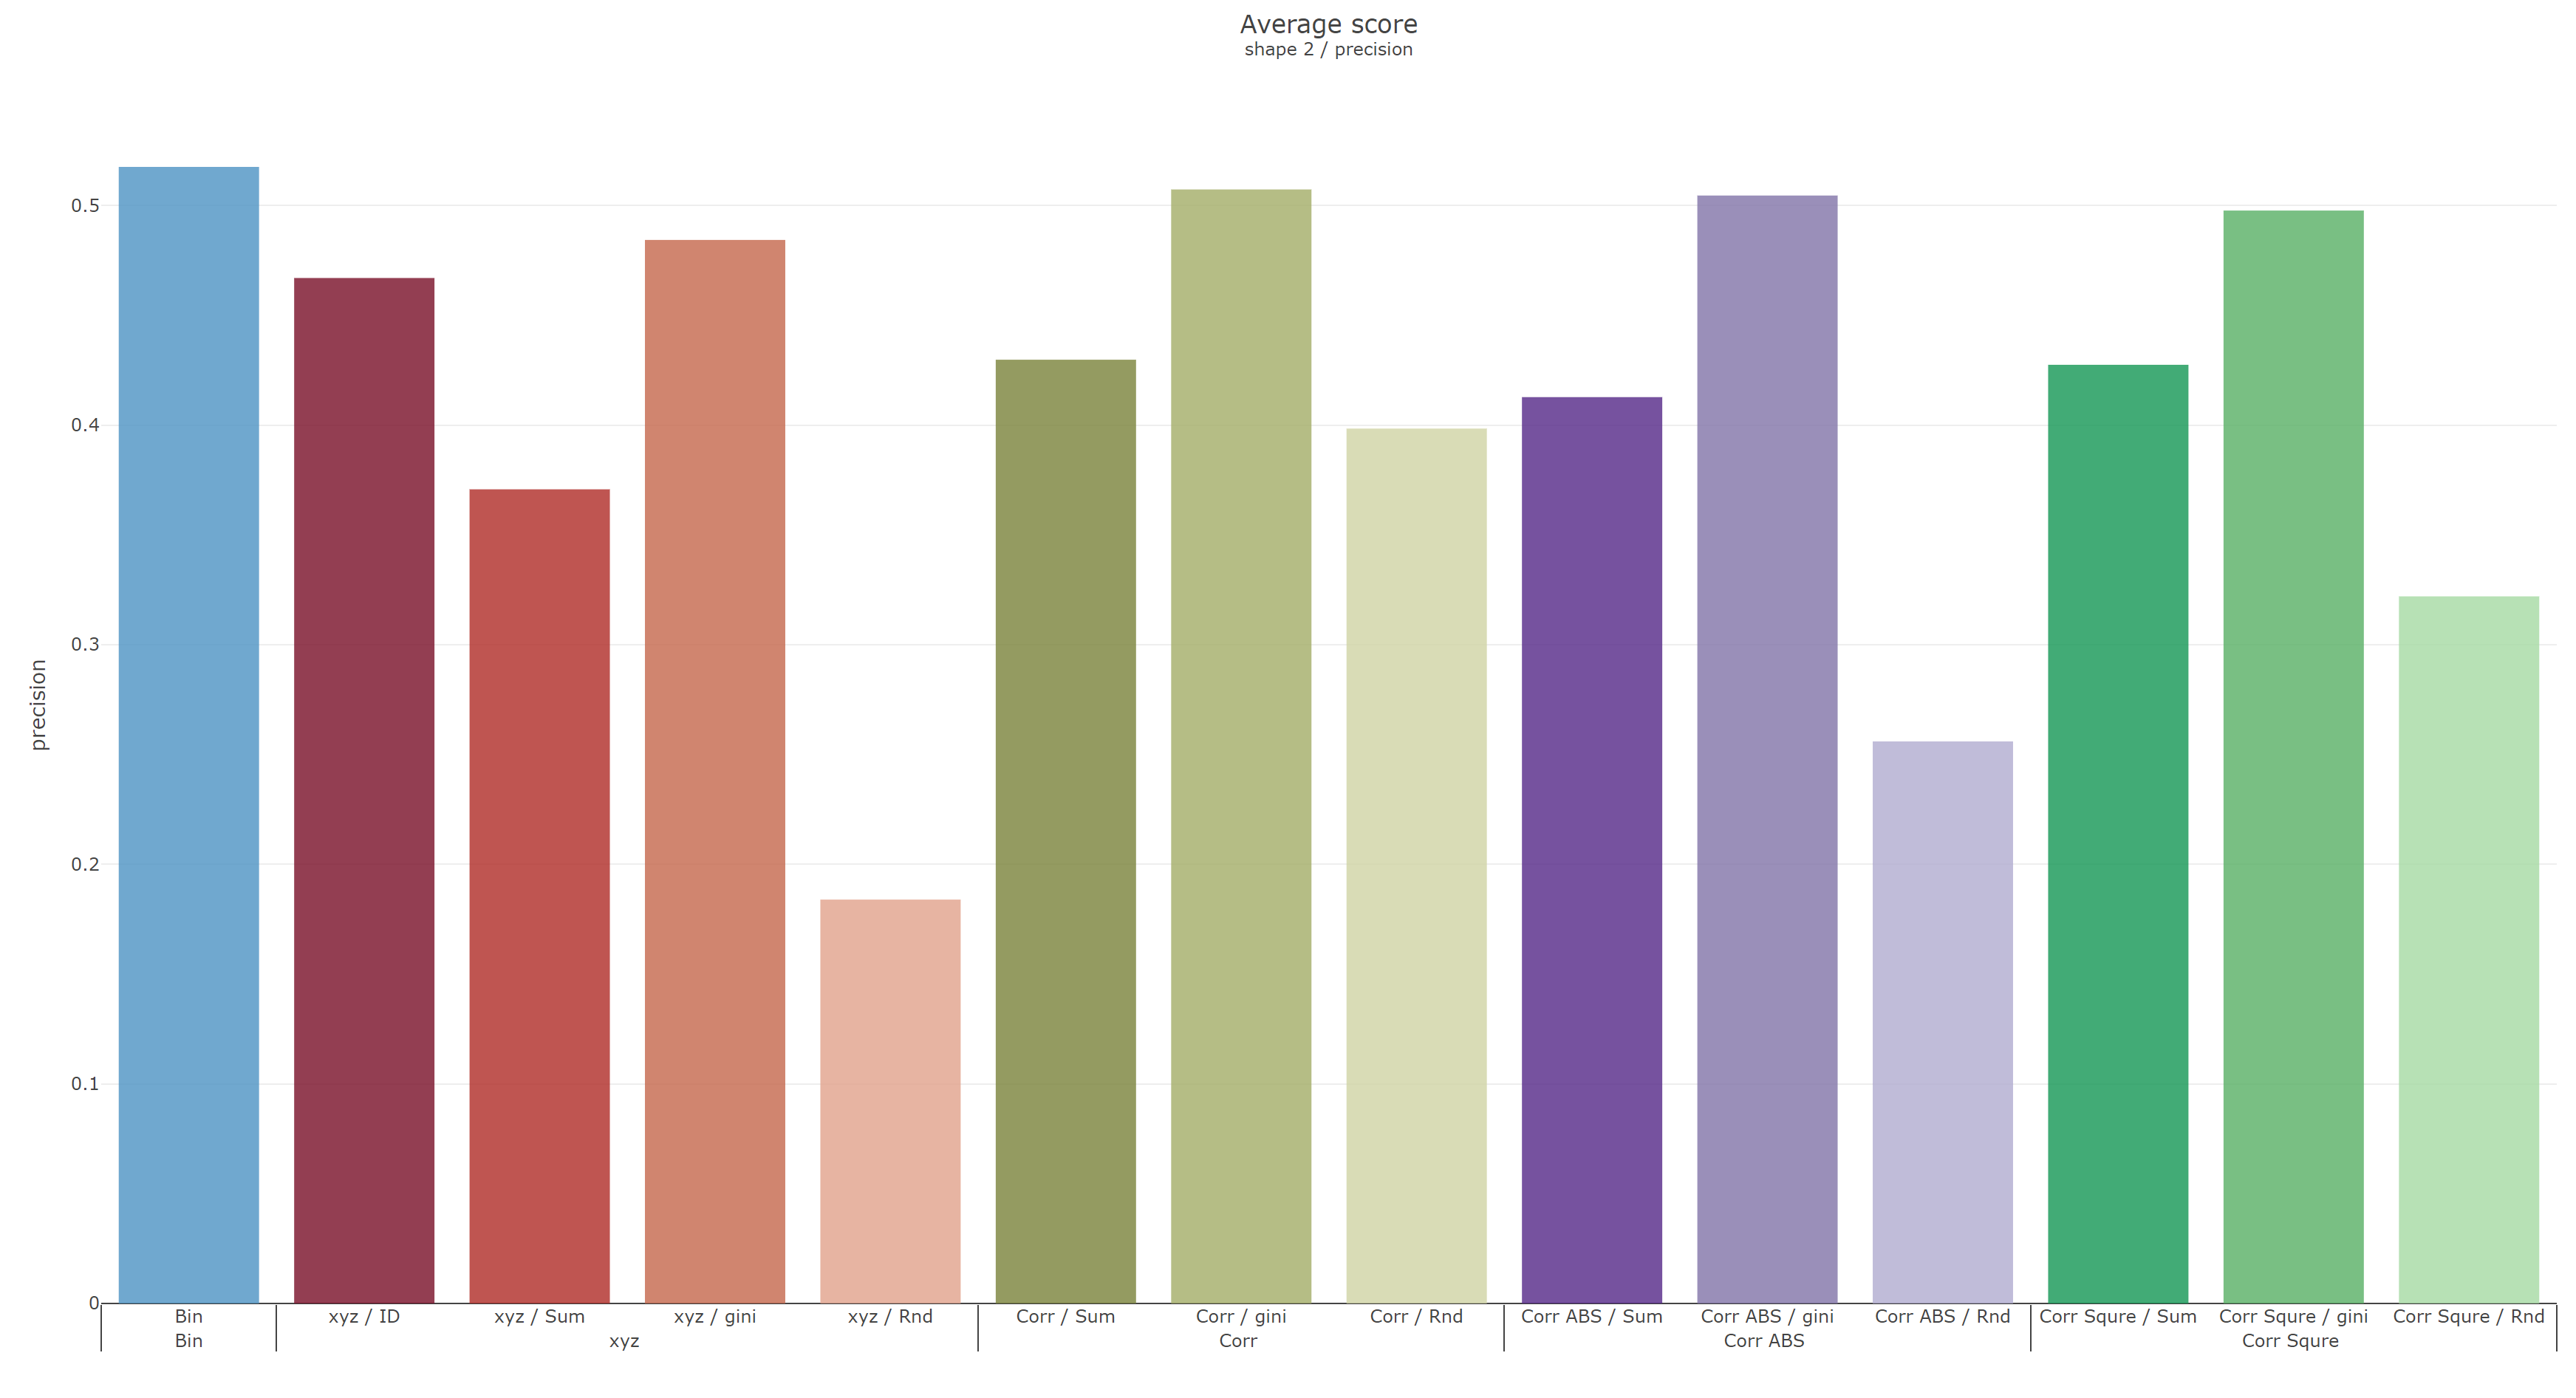 Average score
shape 2 / precision
precision
0.5
0.4
0.3
0.2
0.1
0
Bin xyz / ID xyz / Sum xyz / gini xyz / Rnd Corr / Sum Corr / gini Corr / Rnd Corr ABS / Sum Corr ABS / gini Corr ABS / Rnd Corr Squre / Sum Corr Squre / gini Corr Squre / Rnd
Bin xyz Corr Corr ABS Corr Squre